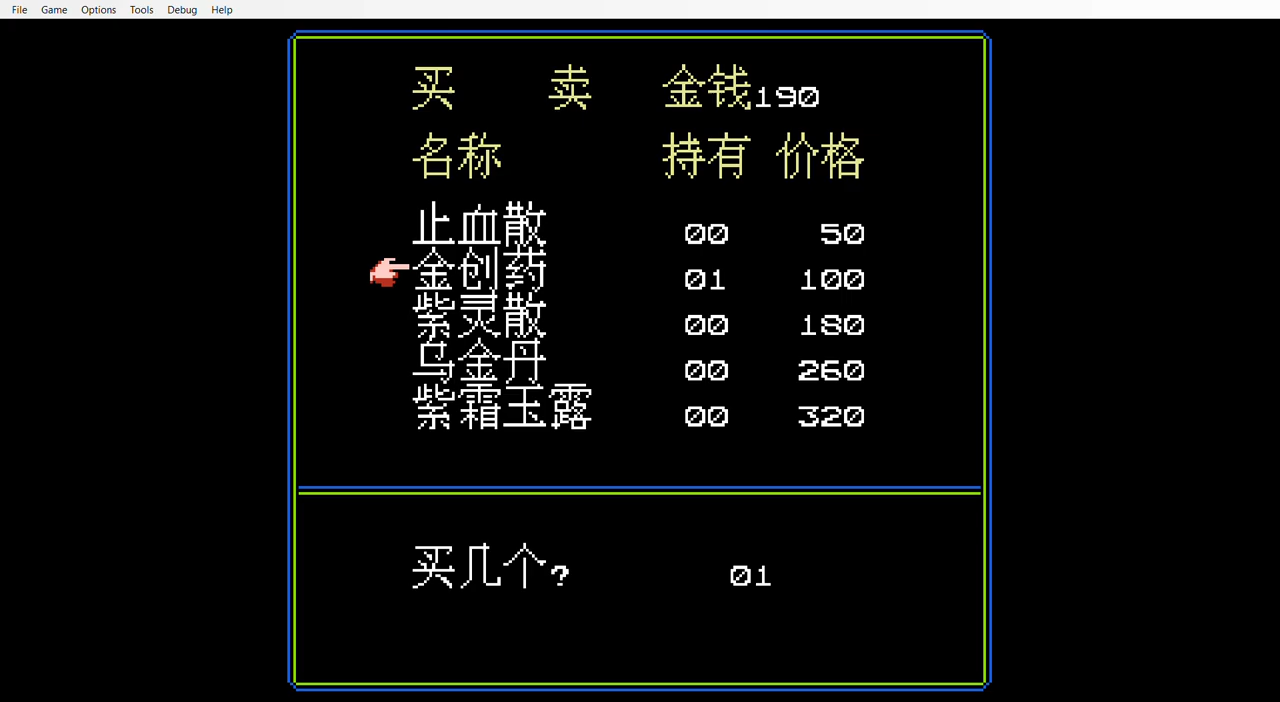 File Game Options Tools Debug Help
买 卖 金钱190
名称 持有 价格
止血散 00 50
金创药 01 100
紫灵散 00 180
乌金丹 00 260
紫霜玉露 00 320
买几个? 01